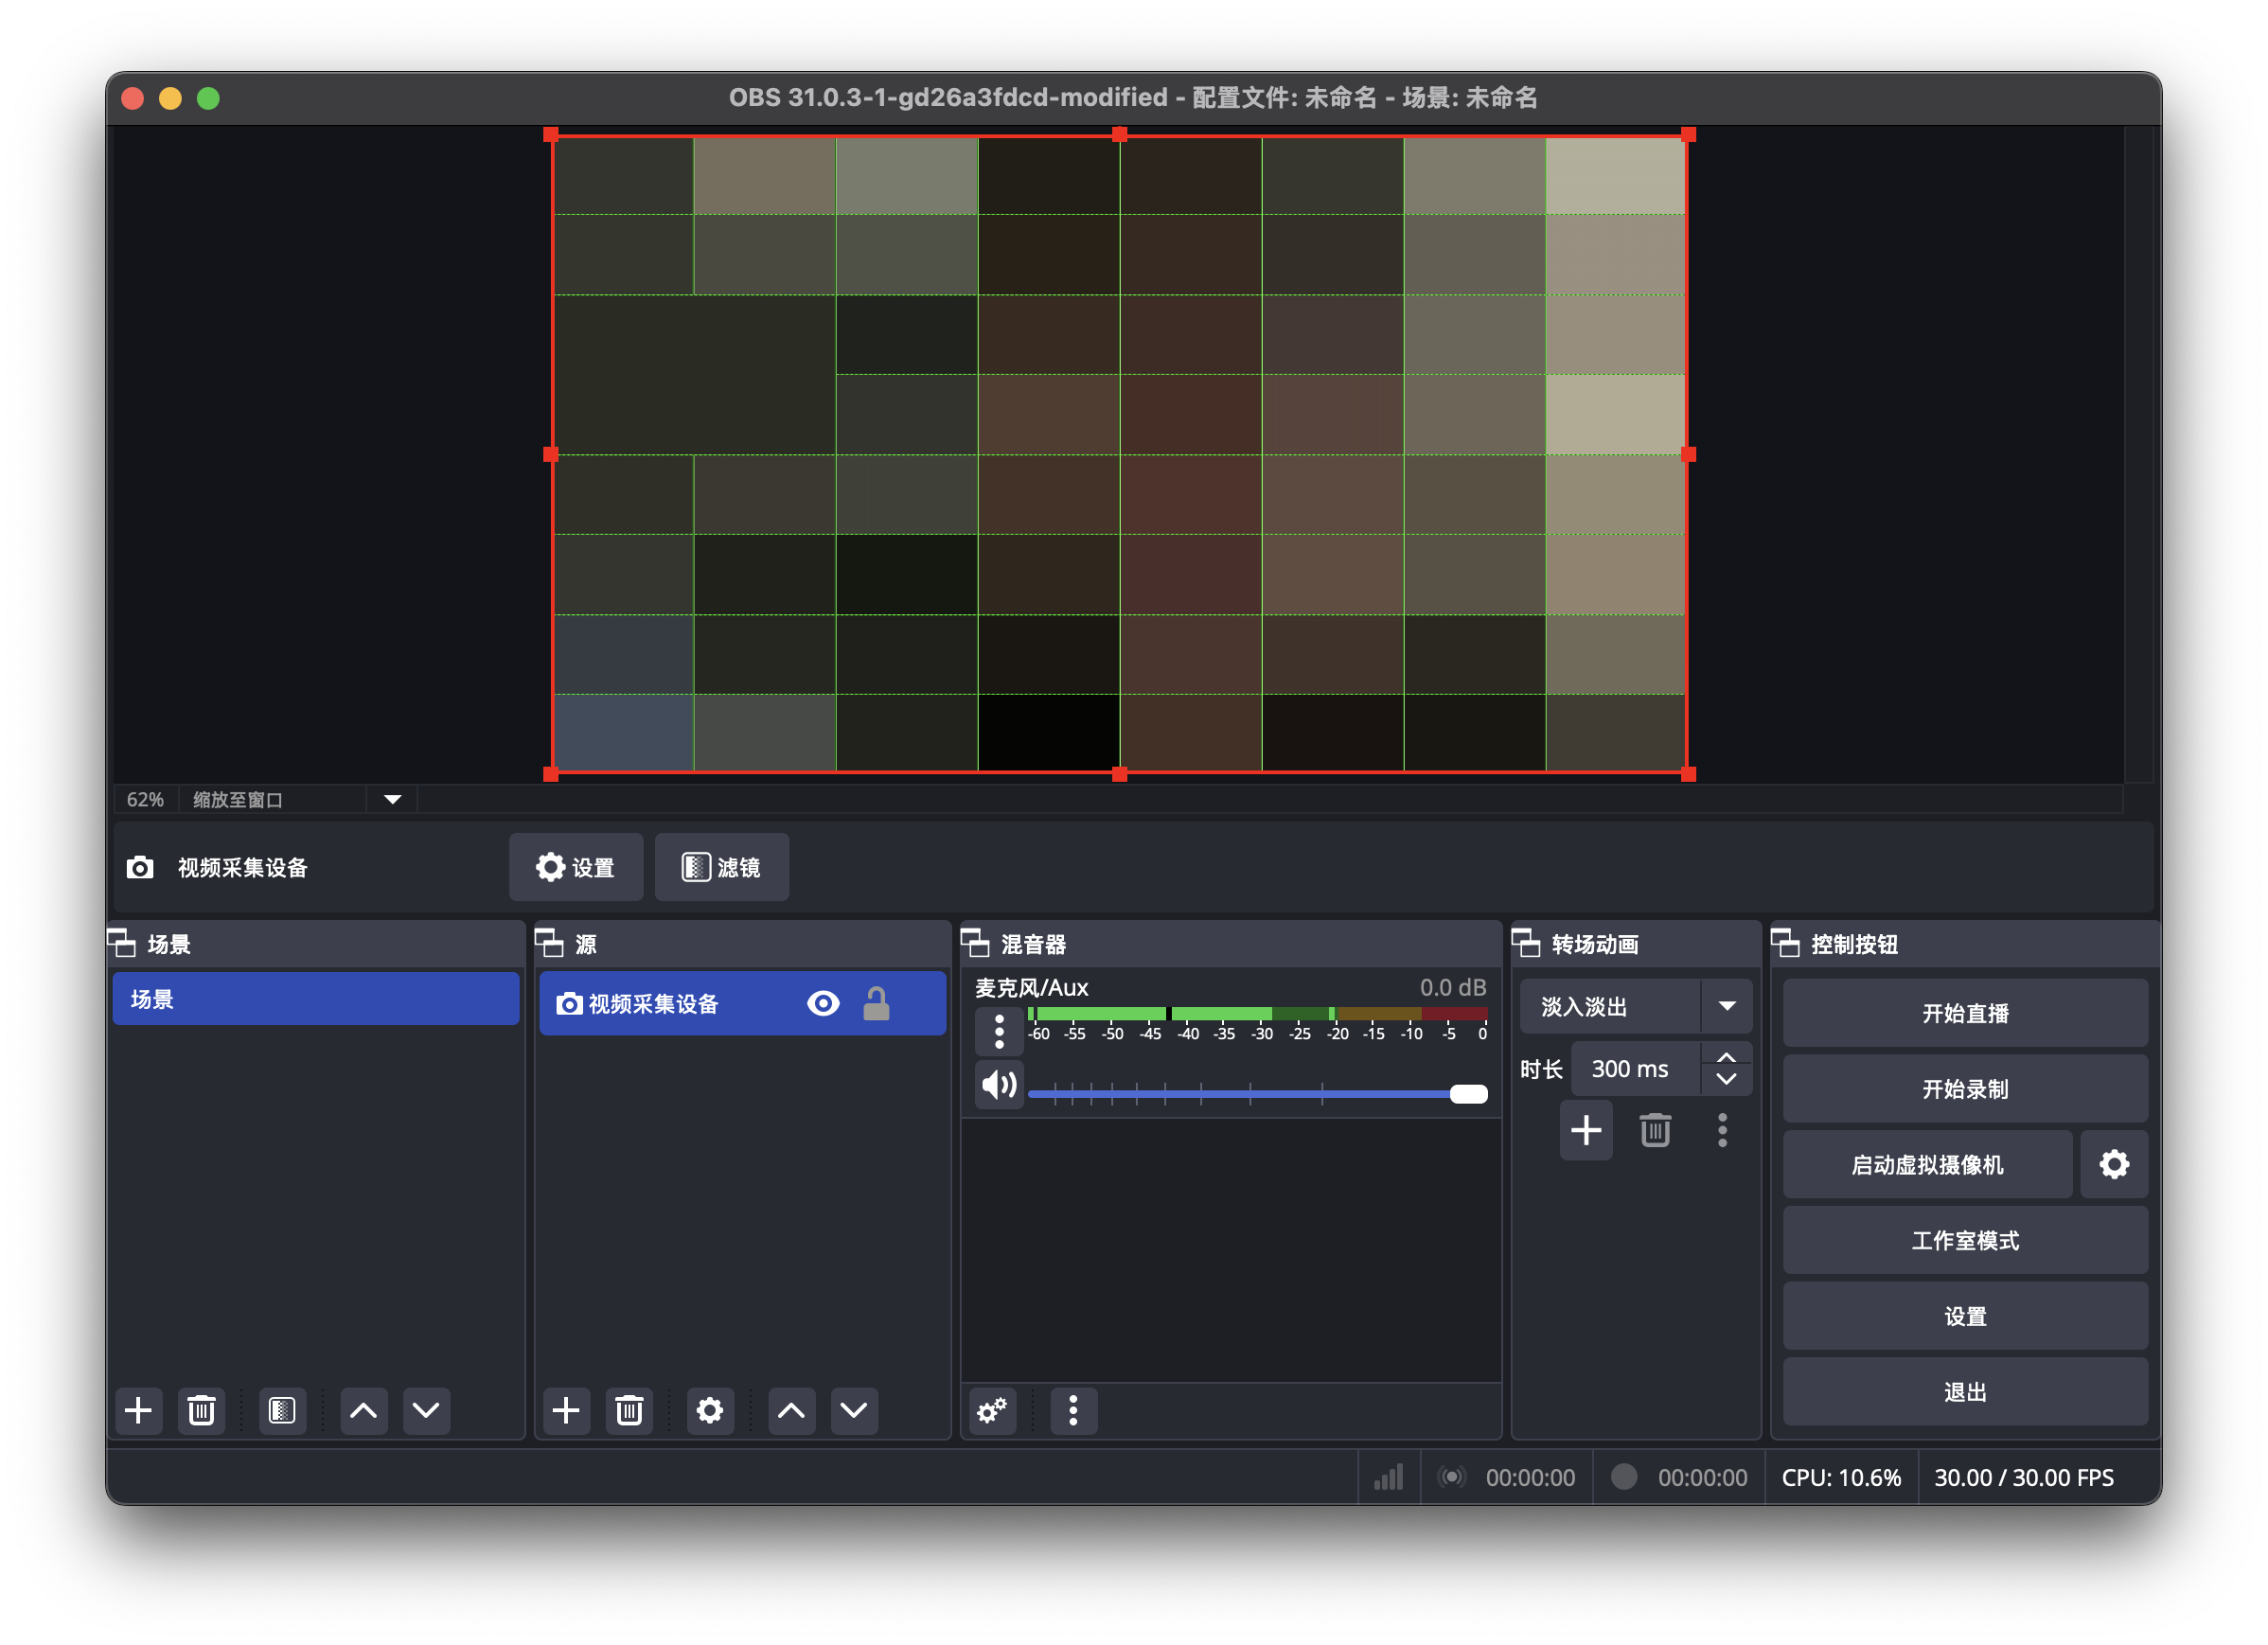 OBS 31.0.3-1-gd26a3fdcd-modified - 配置文件: 未命名 - 场景: 未命名
62% 缩放至窗口
视频采集设备 设置 滤镜
场景
场景
源
视频采集设备
混音器
麦克风/Aux 0.0 dB
-60 -55 -50 -45 -40 -35 -30 -25 -20 -15 -10 -5 0
转场动画
淡入淡出
时长 300 ms
控制按钮
开始直播
开始录制
启动虚拟摄像机
工作室模式
设置
退出
00:00:00 00:00:00 CPU: 10.6% 30.00 / 30.00 FPS